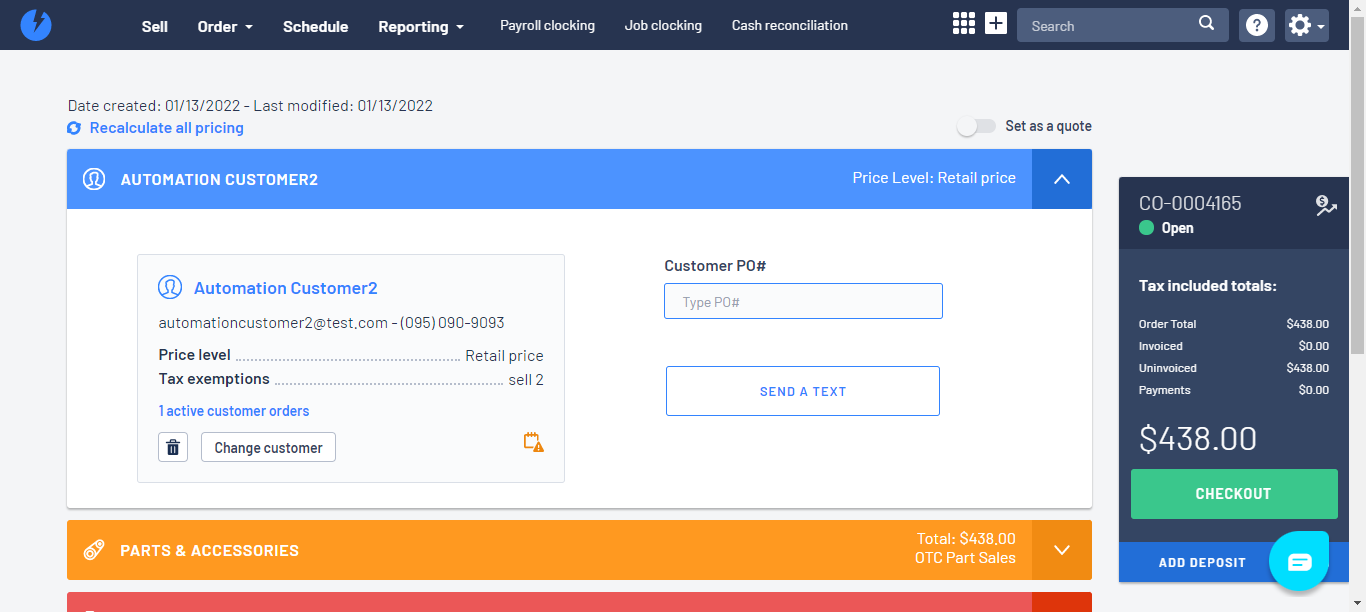 Sell Order Schedule Reporting Payroll clocking Job clocking Cash reconciliation Search
Date created: 01/13/2022 - Last modified: 01/13/2022
Recalculate all pricing
Set as a quote
AUTOMATION CUSTOMER2
Price Level: Retail price
Automation Customer2
automationcustomer2@test.com - (095) 090-9093
Price level Retail price
Tax exemptions sell 2
1 active customer orders
Change customer
Customer PO#
Type PO#
SEND A TEXT
PARTS & ACCESSORIES
Total: $438.00
OTC Part Sales
CO-0004165
Open
Tax included totals:
Order Total $438.00
Invoiced $0.00
Uninvoiced $438.00
Payments $0.00
$438.00
CHECKOUT
ADD DEPOSIT